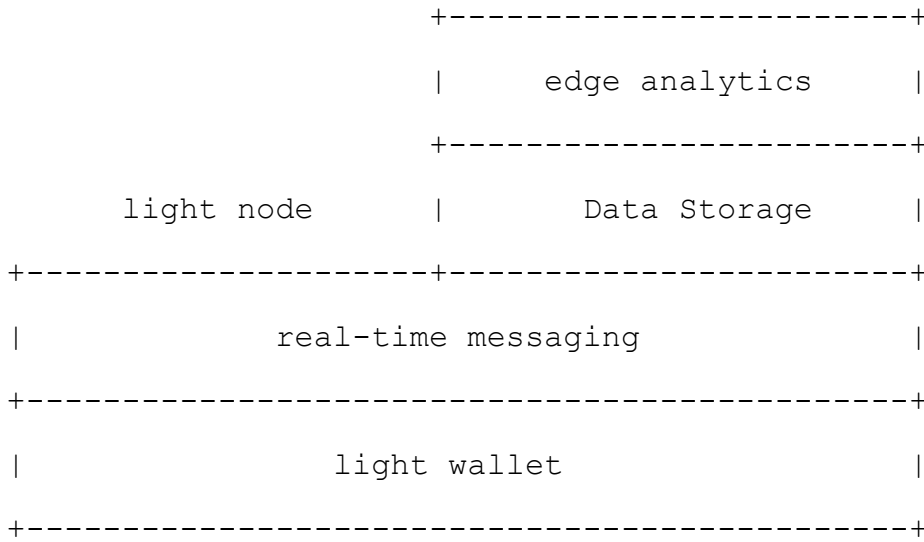 edge analytics
light node
Data Storage
real-time messaging
light wallet